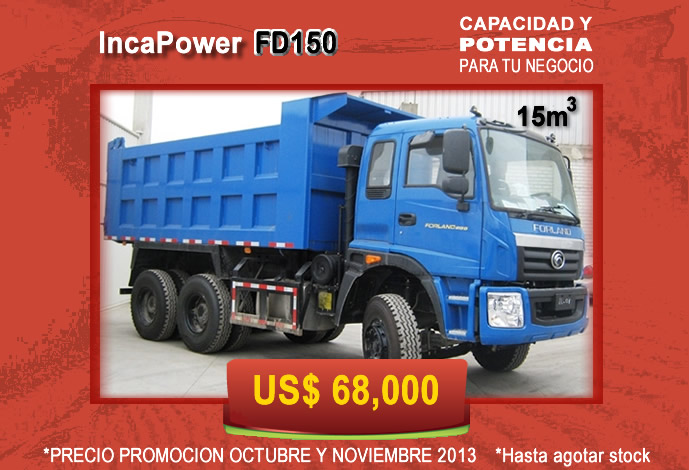 IncaPower FD150
CAPACIDAD Y
POTENCIA
PARA TU NEGOCIO
15m³
FORLAND
FORLAND
US$ 68,000
*PRECIO PROMOCION OCTUBRE Y NOVIEMBRE 2013 *Hasta agotar stock